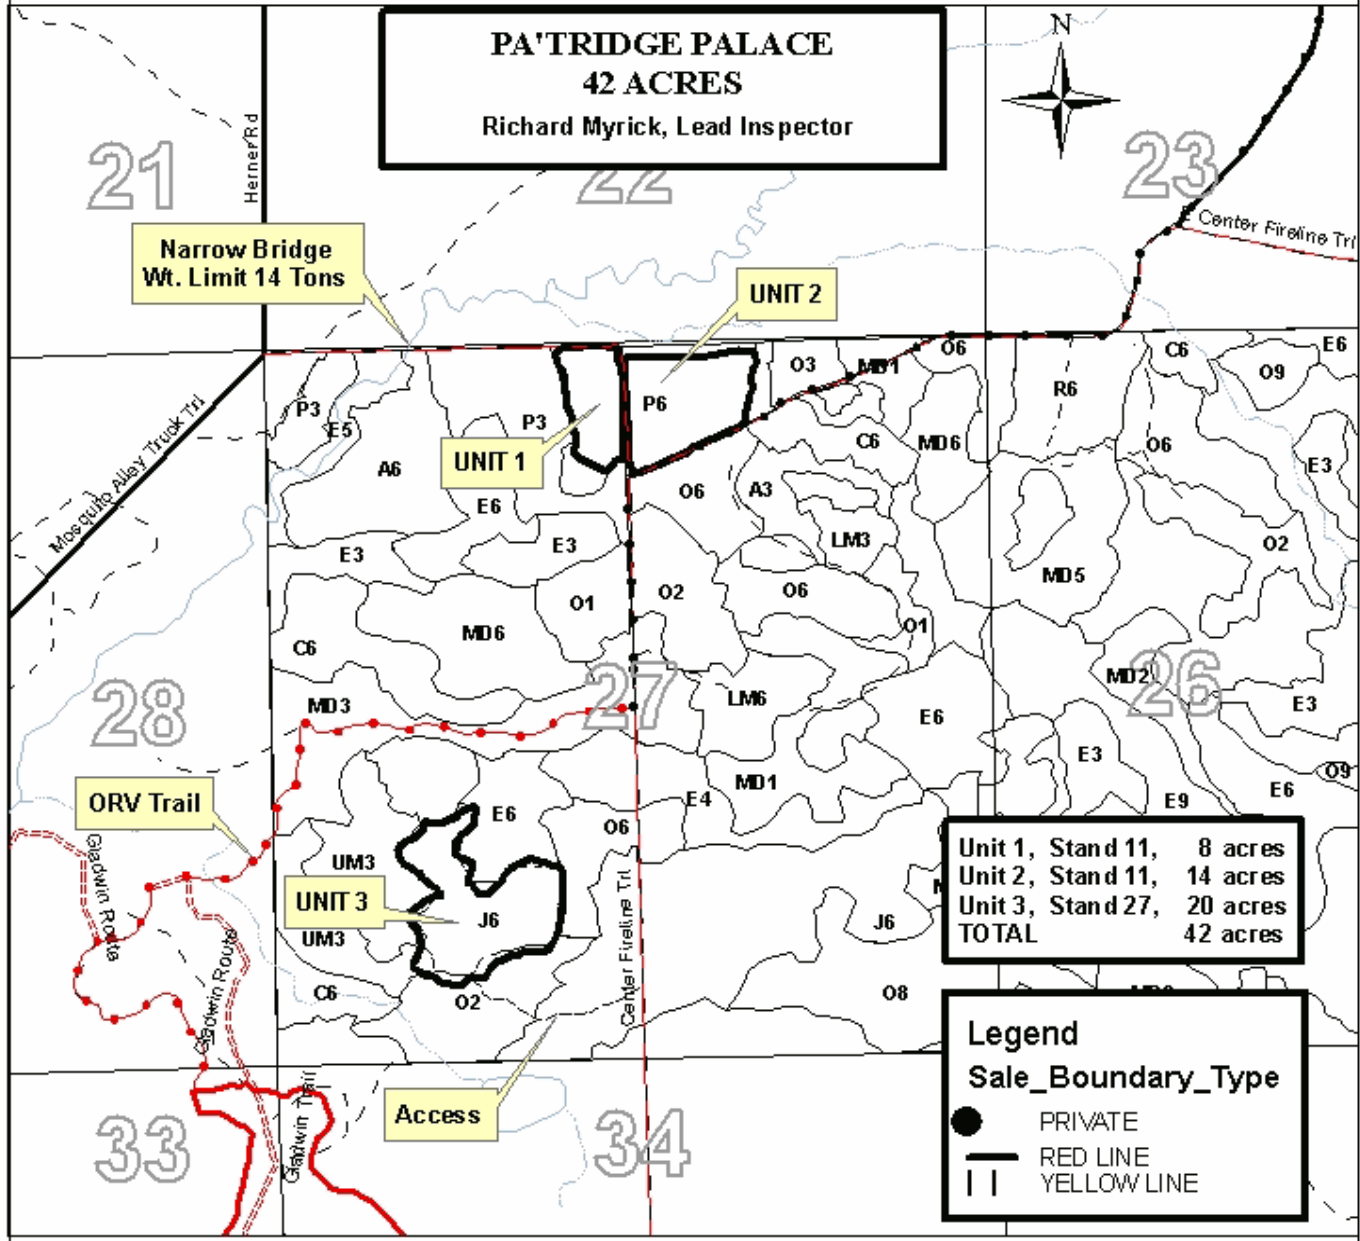 PA'TRIDGE PALACE
42 ACRES
Richard Myrick, Lead Inspector
N
21
22
23
Herner Rd
Center Fireline Trl
Narrow Bridge
Wt. Limit 14 Tons
UNIT 2
UNIT 1
Mosquito Alley Truck Trl
P3
E5
A6
P3
E6
E3
E3
P6
O3
MD1
O6
C6
MD6
R6
C6
O9
E6
O6
E3
O6
A3
LM3
O2
MD5
O1
O2
O6
O1
MD6
C6
MD3
28
27
26
MD2
LM6
E6
E3
E3
O9
MD1
E4
E6
E9
ORV Trail
E6
O6
UM3
UNIT 3
J6
UM3
C6
O2
J6
O8
Gladwin Route
Gladwin Route
Gladwin Route
Center Fireline Trl
Unit 1, Stand 11, 8 acres
Unit 2, Stand 11, 14 acres
Unit 3, Stand 27, 20 acres
TOTAL 42 acres
Access
Gladwin Trail
33
34
Legend
Sale_Boundary_Type
PRIVATE
RED LINE
YELLOW LINE